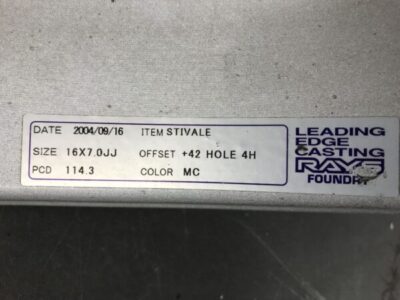 DATE 2004/09/16 ITEM STIVALE
SIZE 16X7.0JJ OFFSET +42 HOLE 4H
PCD 114.3 COLOR MC
LEADING
EDGE
CASTING
RAYS
FOUNDRY